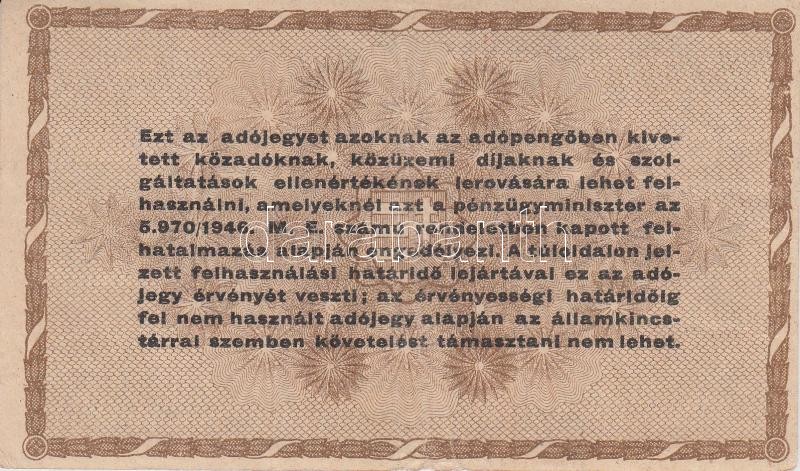 Ezt az adójegyet azoknak az adópengőben kive-
tett közadóknak, közüzemi díjaknak és szol-
gáltatások ellenértékének lerovására lehet fel-
használni, amelyeknél azt a pénzügyminiszter az
5.970/1946. M. E. számú rendeletben kapott fel-
hatalmazás alapján engedélyezi. A túloldalon jel-
zett felhasználási határidő lejártával ez az adó-
jegy érvényét veszti; az érvényességi határidőig
fel nem használt adójegy alapján az államkincs-
tárral szemben követelést támasztani nem lehet.
darabanth